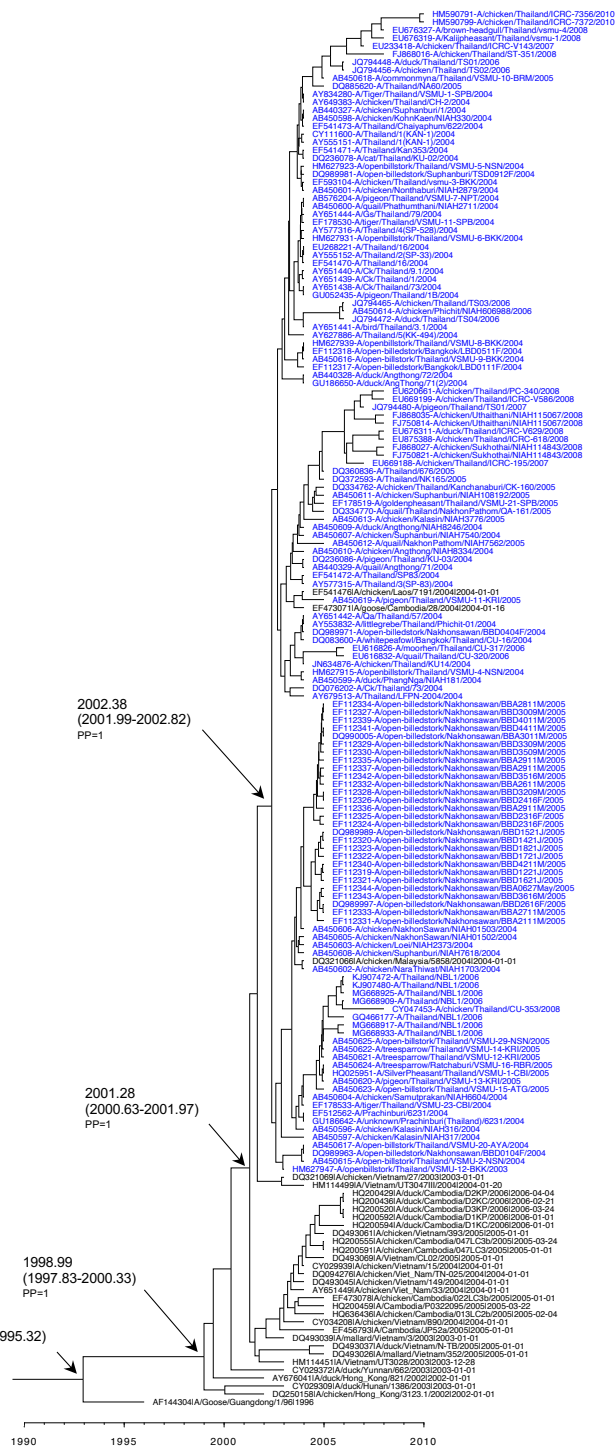 HM590791-A/chicken/Thailand/ICRC-7356/2010
HM590799-A/chicken/Thailand/ICRC-7372/2010
EU676327/A/brown-headgull/Thailand/vsmu-4/2008
EU676319-A/Kalijpheasant/Thailand/vsmu-1/2008
EU233418-A/chicken/Thailand/ICRC-V143/2007
FJ868016-A/chicken/Thailand/ST-351/2008
JQ794448-A/duck/Thailand/TS01/2006
JQ794456-A/chicken/Thailand/TS02/2006
AB450618-A/commonmyna/Thailand/VSMU-10-BRM/2005
DQ885620-A/Thailand/NA60/2005
AY834280-A/Tiger/Thailand/VSMU-1-SPB/2004
AY649383-A/chicken/Thailand/CH-2/2004
AB440327-A/chicken/Suphanburi/1/2004
AB450598-A/chicken/KohnKaen/NIAH330/2004
EF541473-A/Thailand/Chaiyaphum/622/2004
CY111600-A/Thailand/1(KAN-1)/2004
AY555151-A/Thailand/1(KAN-1)/2004
EF541471-A/Thailand/Kan353/2004
DQ236078-A/cat/Thailand/KU-02/2004
HM627923-A/openbillstork/Thailand/VSMU-5-NSN/2004
DQ989981-A/open-billedstork/Suphanburi/TSD0912F/2004
EF593104-A/chicken/Thailand/vsmu-3-BKK/2004
AB450601-A/chicken/Nonthaburi/NIAH2879/2004
AB576204-A/pigeon/Thailand/VSMU-7-NPT/2004
AB450600-A/quail/Phathumthani/NIAH2711/2004
AY651444-A/Gs/Thailand/79/2004
EF178530-A/tiger/Thailand/VSMU-11-SPB/2004
AY577316-A/Thailand/4(SP-528)/2004
HM627931-A/openbillstork/Thailand/VSMU-6-BKK/2004
EU268221-A/Thailand/16/2004
AY555152-A/Thailand/2(SP-33)/2004
EF541470-A/Thailand/16/2004
AY651440-A/Ck/Thailand/9.1/2004
AY651439-A/Ck/Thailand/1/2004
AY651438-A/Ck/Thailand/73/2004
GU052435-A/pigeon/Thailand/1B/2004
JQ794464-A/chicken/Thailand/TS03/2006
AB450614-A/chicken/Phichit/NIAH606988/2006
JQ794472-A/duck/Thailand/TS04/2006
AY651441-A/bird/Thailand/3.1/2004
AY627886-A/Thailand/5(KK-494)/2004
HM627939-A/openbillstork/Thailand/VSMU-8-BKK/2004
EF112318-A/open-billedstork/Bangkok/LBD0511F/2004
AB450616-A/openbillstork/Thailand/VSMU-9-BKK/2004
EF112317-A/open-billedstork/Bangkok/LBD0111F/2004
AB440328-A/duck/Angthong/72/2004
GU186650-A/duck/AngThong/71(2)/2004
EU620661-A/chicken/Thailand/PC-340/2008
EU669199-A/chicken/Thailand/ICRC-V586/2008
JQ794480-A/pigeon/Thailand/TS01/2007
FJ868035-A/chicken/Uthaithani/NIAH115067/2008
FJ750814-A/chicken/Uthaithani/NIAH115067/2008
EU676311-A/duck/Thailand/ICRC-V629/2008
EU875388-A/chicken/Thailand/ICRC-618/2008
FJ868027-A/chicken/Sukhothai/NIAH114843/2008
FJ750821-A/chicken/Sukhothai/NIAH114843/2008
EU669188-A/chicken/Thailand/ICRC-195/2007
DQ360836-A/Thailand/676/2005
DQ372593-A/Thailand/NK165/2005
DQ334762-A/chicken/Thailand/Kanchanaburi/CK-160/2005
AB450611-A/chicken/Suphanburi/NIAH108192/2005
EF178519-A/goldenpheasant/Thailand/VSMU-21-SPB/2005
DQ334770-A/quail/Thailand/NakhonPathom/QA-161/2005
AB450613-A/chicken/Kalasin/NIAH3776/2005
AB450609-A/duck/Angthong/NIAH8246/2004
AB450607-A/chicken/Suphanburi/NIAH7540/2004
AB450612-A/quail/NakhonPathom/NIAH7562/2005
AB450610-A/chicken/Angthong/NIAH8334/2004
DQ236086-A/pigeon/Thailand/KU-03/2004
AB440329-A/quail/Angthong/71/2004
EF541472-A/Thailand/SP83/2004
AY577315-A/Thailand/3(SP-83)/2004
EF541476|A/chicken/Laos/7191/2004|2004-01-01
AB450619-A/pigeon/Thailand/VSMU-11-KRI/2005
EF473071|A/goose/Cambodia/28/2004|2004-01-16
AY651442-A/Qa/Thailand/57/2004
AY553832-A/littlegrebe/Thailand/Phichit-01/2004
DQ989971-A/open-billedstork/Nakhonsawan/BBD0404F/2004
DQ083600-A/whitepeafowl/Bangkok/Thailand/CU-16/2004
EU616826-A/moorhen/Thailand/CU-317/2006
EU616832-A/quail/Thailand/CU-320/2006
JN634876-A/chicken/Thailand/KU14/2004
HM627915-A/openbillstork/Thailand/VSMU-4-NSN/2004
AB450599-A/duck/PhangNga/NIAH181/2004
DQ076202-A/Ck/Thailand/73/2004
AY679513-A/Thailand/LFPN-2004/2004
2002.38
(2001.99-2002.82)
PP=1
EF112334-A/open-billedstork/Nakhonsawan/BBA2811M/2005
EF112327-A/open-billedstork/Nakhonsawan/BBD3009M/2005
EF112339-A/open-billedstork/Nakhonsawan/BBD4011M/2005
EF112341-A/open-billedstork/Nakhonsawan/BBD4411M/2005
DQ990005-A/open-billedstork/Nakhonsawan/BBA3011M/2005
EF112329-A/open-billedstork/Nakhonsawan/BBD3309M/2005
EF112330-A/open-billedstork/Nakhonsawan/BBD3509M/2005
EF112335-A/open-billedstork/Nakhonsawan/BBA2911M/2005
EF112337-A/open-billedstork/Nakhonsawan/BBA2911M/2005
EF112342-A/open-billedstork/Nakhonsawan/BBD3516M/2005
EF112332-A/open-billedstork/Nakhonsawan/BBA2611M/2005
EF112328-A/open-billedstork/Nakhonsawan/BBD3209M/2005
EF112326-A/open-billedstork/Nakhonsawan/BBD2416F/2005
EF112336-A/open-billedstork/Nakhonsawan/BBA2911M/2005
EF112325-A/open-billedstork/Nakhonsawan/BBD2316F/2005
EF112324-A/open-billedstork/Nakhonsawan/BBD2316F/2005
DQ989989-A/open-billedstork/Nakhonsawan/BBD1521J/2005
EF112320-A/open-billedstork/Nakhonsawan/BBD1421J/2005
EF112323-A/open-billedstork/Nakhonsawan/BBD1821J/2005
EF112322-A/open-billedstork/Nakhonsawan/BBD1721J/2005
EF112340-A/open-billedstork/Nakhonsawan/BBD4211M/2005
EF112319-A/open-billedstork/Nakhonsawan/BBD1221J/2005
EF112321-A/open-billedstork/Nakhonsawan/BBD1621J/2005
EF112344-A/open-billedstork/Nakhonsawan/BBA0627May/2005
EF112343-A/open-billedstork/Nakhonsawan/BBD3616M/2005
DQ989997-A/open-billedstork/Nakhonsawan/BBD2616F/2005
EF112333-A/open-billedstork/Nakhonsawan/BBA2711M/2005
EF112331-A/open-billedstork/Nakhonsawan/BBA2111M/2005
AB450606-A/chicken/NakhonSawan/NIAH01503/2004
AB450605-A/chicken/NakhonSawan/NIAH01502/2004
AB450603-A/chicken/Loei/NIAH2373/2004
AB450608-A/chicken/Suphanburi/NIAH7618/2004
DQ321066|A/chicken/Malaysia/5858/2004|2004-01-01
AB450602-A/chicken/NaraThiwat/NIAH1703/2004
KJ907472-A/Thailand/NBL1/2006
KJ907480-A/Thailand/NBL1/2006
MG668925-A/Thailand/NBL1/2006
MG668909-A/Thailand/NBL1/2006
CY047453-A/chicken/Thailand/CU-353/2008
GQ466177-A/Thailand/NBL1/2006
MG668917-A/Thailand/NBL1/2006
MG668933-A/Thailand/NBL1/2006
AB450625-A/open-billstork/Thailand/VSMU-29-NSN/2005
AB450622-A/treesparrow/Thailand/VSMU-14-KRI/2005
AB450621-A/treesparrow/Thailand/VSMU-12-KRI/2005
AB450624-A/treesparrow/Ratchaburi/VSMU-16-RBR/2005
HQ025951-A/SilverPheasant/Thailand/VSMU-1-CBI/2005
AB450620-A/pigeon/Thailand/VSMU-13-KRI/2005
AB450623-A/open-billstork/Thailand/VSMU-15-ATG/2005
AB450604-A/chicken/Samutprakan/NIAH6604/2004
EF178533-A/tiger/Thailand/VSMU-23-CBI/2004
EF512562-A/Prachinburi/6231/2004
GU186642-A/unknown/Prachinburi(Thailand)/6231/2004
AB450596-A/chicken/Kalasin/NIAH316/2004
AB450597-A/chicken/Kalasin/NIAH317/2004
AB450617-A/openbillstork/Thailand/VSMU-20-AYA/2004
DQ989963-A/openbilledstork/Nakhonsawan/BBD0104F/2004
AB450615-A/openbillstork/Thailand/VSMU-2-NSN/2004
HM627947-A/openbillstork/Thailand/VSMU-12-BKK/2003
2001.28
(2000.63-2001.97)
PP=1
DQ321069|A/chicken/Vietnam/27/2003|2003-01-01
HM114499|A/Vietnam/UT3047III/2004|2004-01-20
HQ200429|A/duck/Cambodia/D2KP/2006|2006-04-04
HQ200436|A/duck/Cambodia/D2KC/2006|2006-02-21
HQ200520|A/duck/Cambodia/D3KP/2006|2006-03-24
HQ200592|A/duck/Cambodia/D1KP/2006|2006-01-01
HQ200594|A/duck/Cambodia/D1KC/2006|2006-01-01
DQ493061|A/chicken/Vietnam/393/2005|2005-01-01
HQ200555|A/chicken/Cambodia/047LC3b/2005|2005-03-24
HQ200591|A/chicken/Cambodia/047LC3/2005|2005-01-01
DQ493069|A/chicken/Vietnam/CL02/2005|2005-01-01
CY029939|A/chicken/Vietnam/15/2004|2004-01-01
DQ094276|A/chicken/Viet_Nam/TN-025/2004|2004-01-01
DQ493045|A/chicken/Vietnam/149/2004|2004-01-01
AY651449|A/chicken/Viet_Nam/33/2004|2004-01-01
EF473078|A/chicken/Cambodia/022LC3b/2005|2005-01-01
HQ200459|A/Cambodia/P0322095/2005|2005-03-22
HQ636436|A/chicken/Cambodia/013LC2b/2005|2005-02-04
CY034208|A/chicken/Vietnam/890/2004|2004-01-01
EF456793|A/Cambodia/JP52a/2005|2005-01-01
DQ493039|A/mallard/Vietnam/3/2003|2003-01-01
DQ493037|A/duck/Vietnam/N-TB/2005|2005-01-01
DQ493026|A/mallard/Vietnam/352/2005|2005-01-01
HM114451|A/Vietnam/UT3028/2003|2003-12-28
CY029372|A/duck/Yunnan/662/2003|2003-01-01
AY676041|A/duck/Hong_Kong/821/2002|2002-01-01
CY029309|A/duck/Hunan/1386/2003|2003-01-01
DQ250158|A/chicken/Hong_Kong/3123.1/2002|2002-01-01
AF144304|A/Goose/Guangdong/1/96|1996
1998.99
(1997.83-2000.33)
PP=1
995.32)
1990 1995 2000 2005 2010